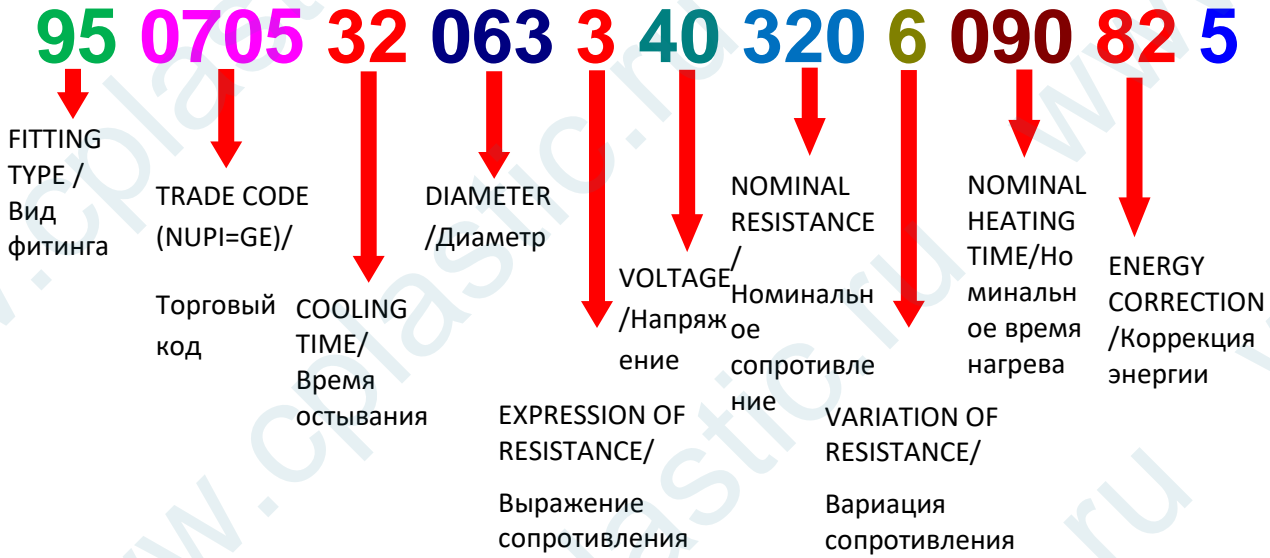 95 0705 32 063 3 40 320 6 090 82 5
FITTING
TYPE /
Вид
фитинга
TRADE CODE
(NUPI=GE)/
Торговый
код
COOLING
TIME/
Время
остывания
DIAMETER
/Диаметр
EXPRESSION OF
RESISTANCE/
Выражение
сопротивления
VOLTAGE
/Напряж
ение
NOMINAL
RESISTANCE
/
Номинальн
ое
сопротивле
ние
VARIATION OF
RESISTANCE/
Вариация
сопротивления
NOMINAL
HEATING
TIME/Но
минальн
ое время
нагрева
ENERGY
CORRECTION
/Коррекция
энергии
www.cplastic.ru